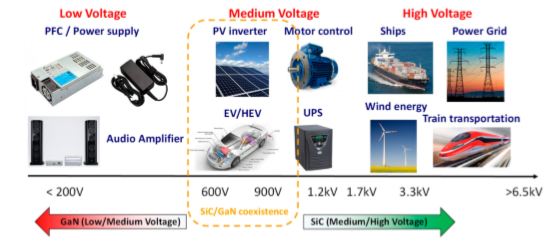 Low Voltage
Medium Voltage
High Voltage
PFC / Power supply
PV inverter
Motor control
Ships
Power Grid
Audio Amplifier
EV/HEV
UPS
Wind energy
Train transportation
< 200V
600V
900V
1.2kV
1.7kV
3.3kV
>6.5kV
SiC/GaN coexistence
GaN (Low/Medium Voltage)
SiC (Medium/High Voltage)